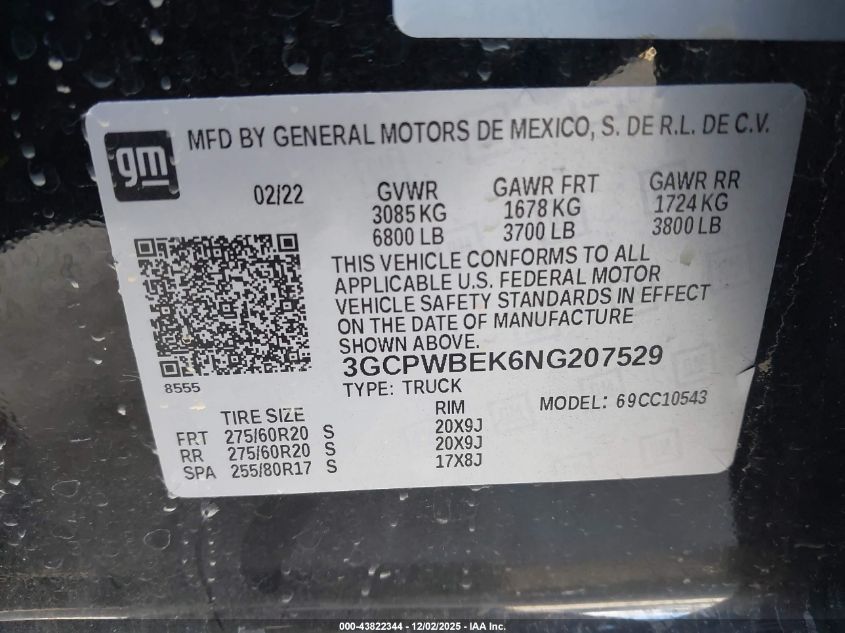 gm
MFD BY GENERAL MOTORS DE MEXICO, S. DE R.L. DE C.V.
02/22 GVWR GAWR FRT GAWR RR
3085 KG 1678 KG 1724 KG
6800 LB 3700 LB 3800 LB
THIS VEHICLE CONFORMS TO ALL
APPLICABLE U.S. FEDERAL MOTOR
VEHICLE SAFETY STANDARDS IN EFFECT
ON THE DATE OF MANUFACTURE
SHOWN ABOVE.
8555
3GCPWBEK6NG207529
TYPE: TRUCK
MODEL: 69CC10543
TIRE SIZE RIM
FRT 275/60R20 S 20X9J
RR 275/60R20 S 20X9J
SPA 255/80R17 S 17X8J
000-43822344 - 12/02/2025 - IAA Inc.